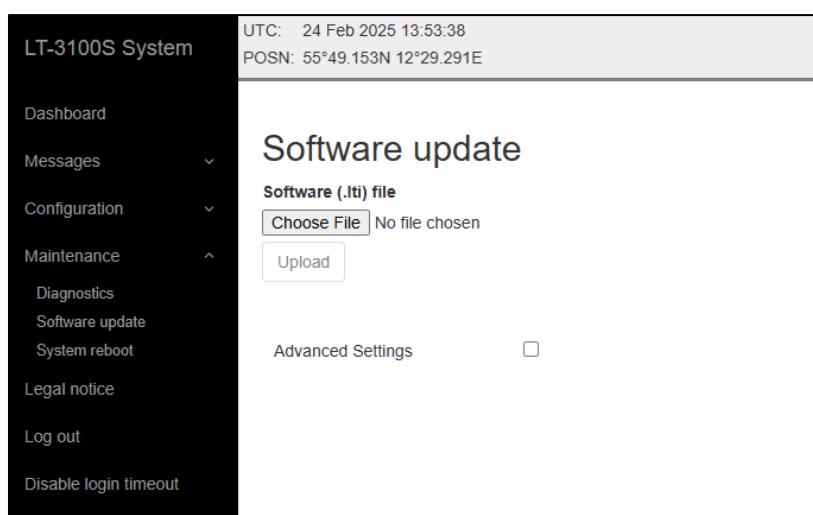 LT-3100S System
UTC: 24 Feb 2025 13:53:38
POSN: 55°49.153N 12°29.291E
Dashboard
Messages
Configuration
Maintenance
Diagnostics
Software update
System reboot
Legal notice
Log out
Disable login timeout
Software update
Software (.lti) file
Choose File No file chosen
Upload
Advanced Settings